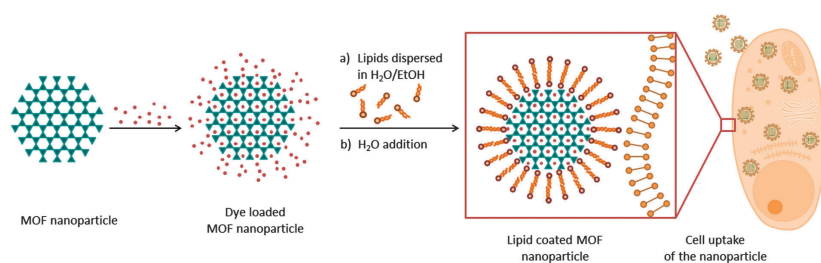 MOF nanoparticle
Dye loaded
MOF nanoparticle
a) Lipids dispersed
in H₂O/EtOH
b) H₂O addition
Lipid coated MOF
nanoparticle
Cell uptake
of the nanoparticle